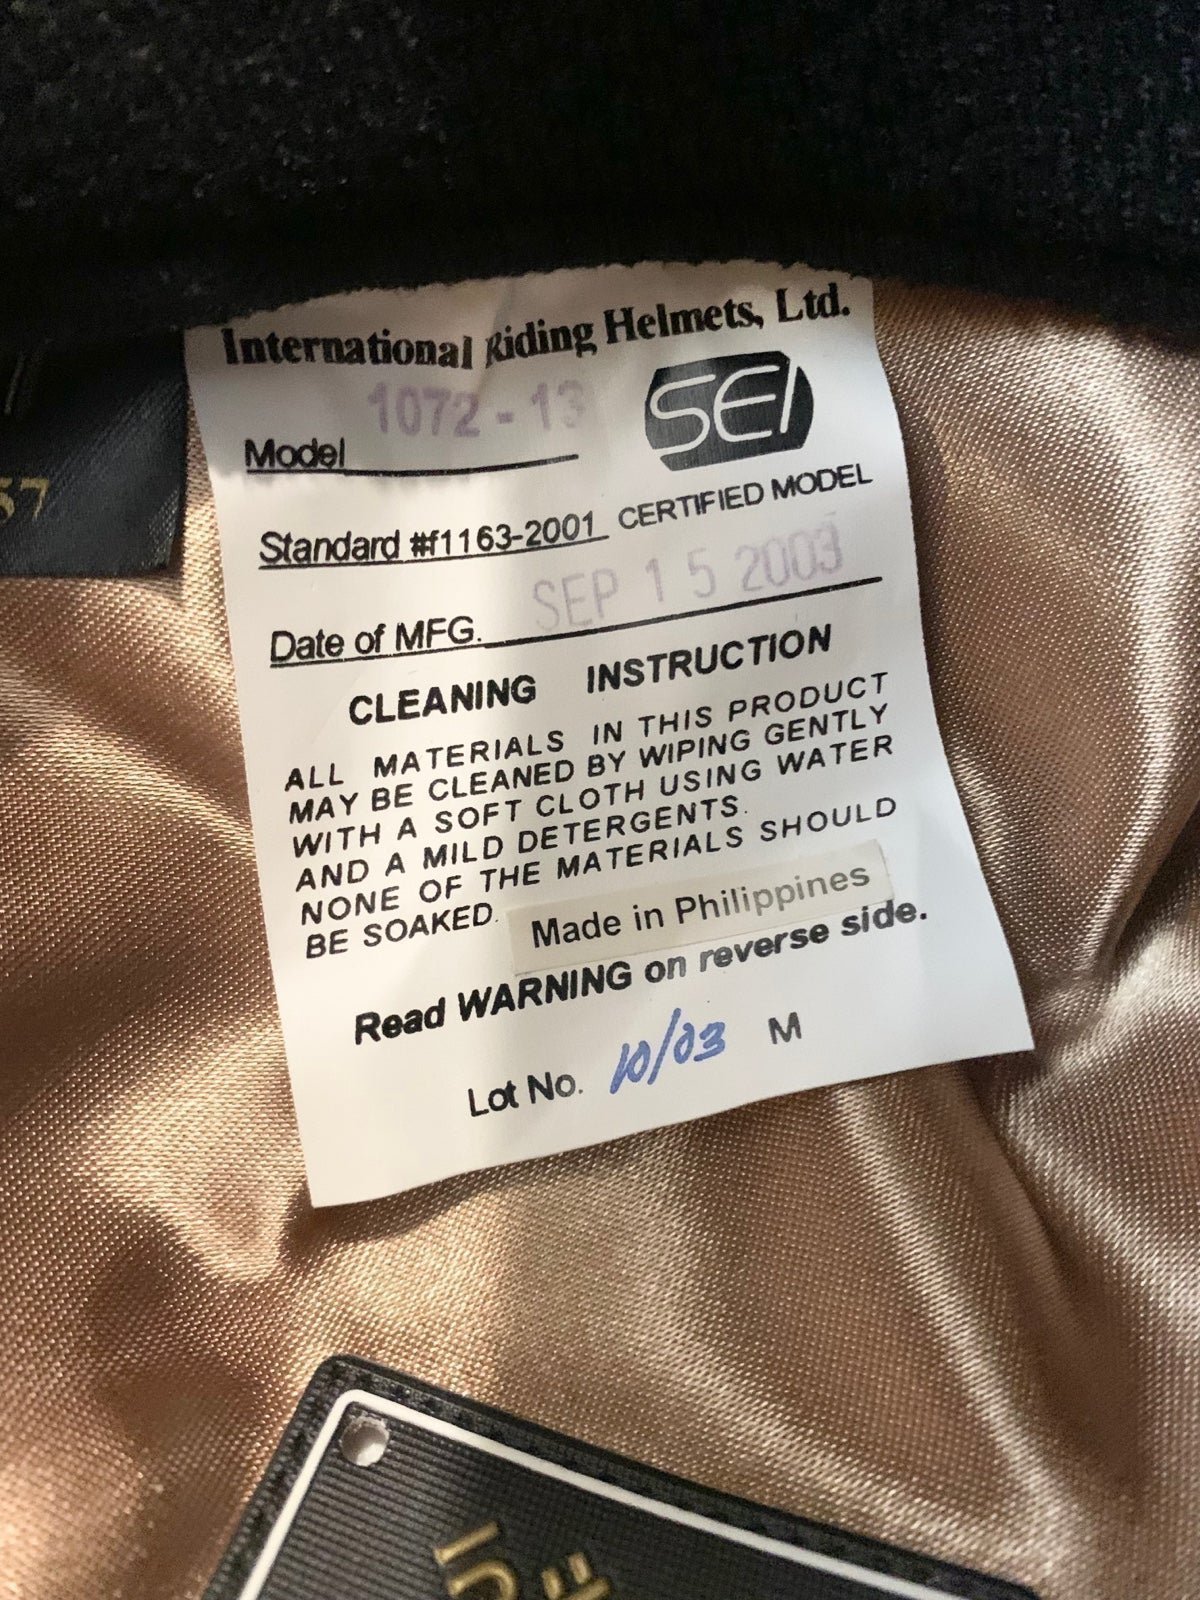 International Riding Helmets, Ltd.
Model 1072-13
SEI
Standard #f1163-2001 CERTIFIED MODEL
Date of MFG. SEP 15 2003
CLEANING INSTRUCTION
ALL MATERIALS IN THIS PRODUCT
MAY BE CLEANED BY WIPING GENTLY
WITH A SOFT CLOTH USING WATER
AND A MILD DETERGENTS.
NONE OF THE MATERIALS SHOULD
BE SOAKED.
Made in Philippines
Read WARNING on reverse side.
Lot No. 10/03 M
57